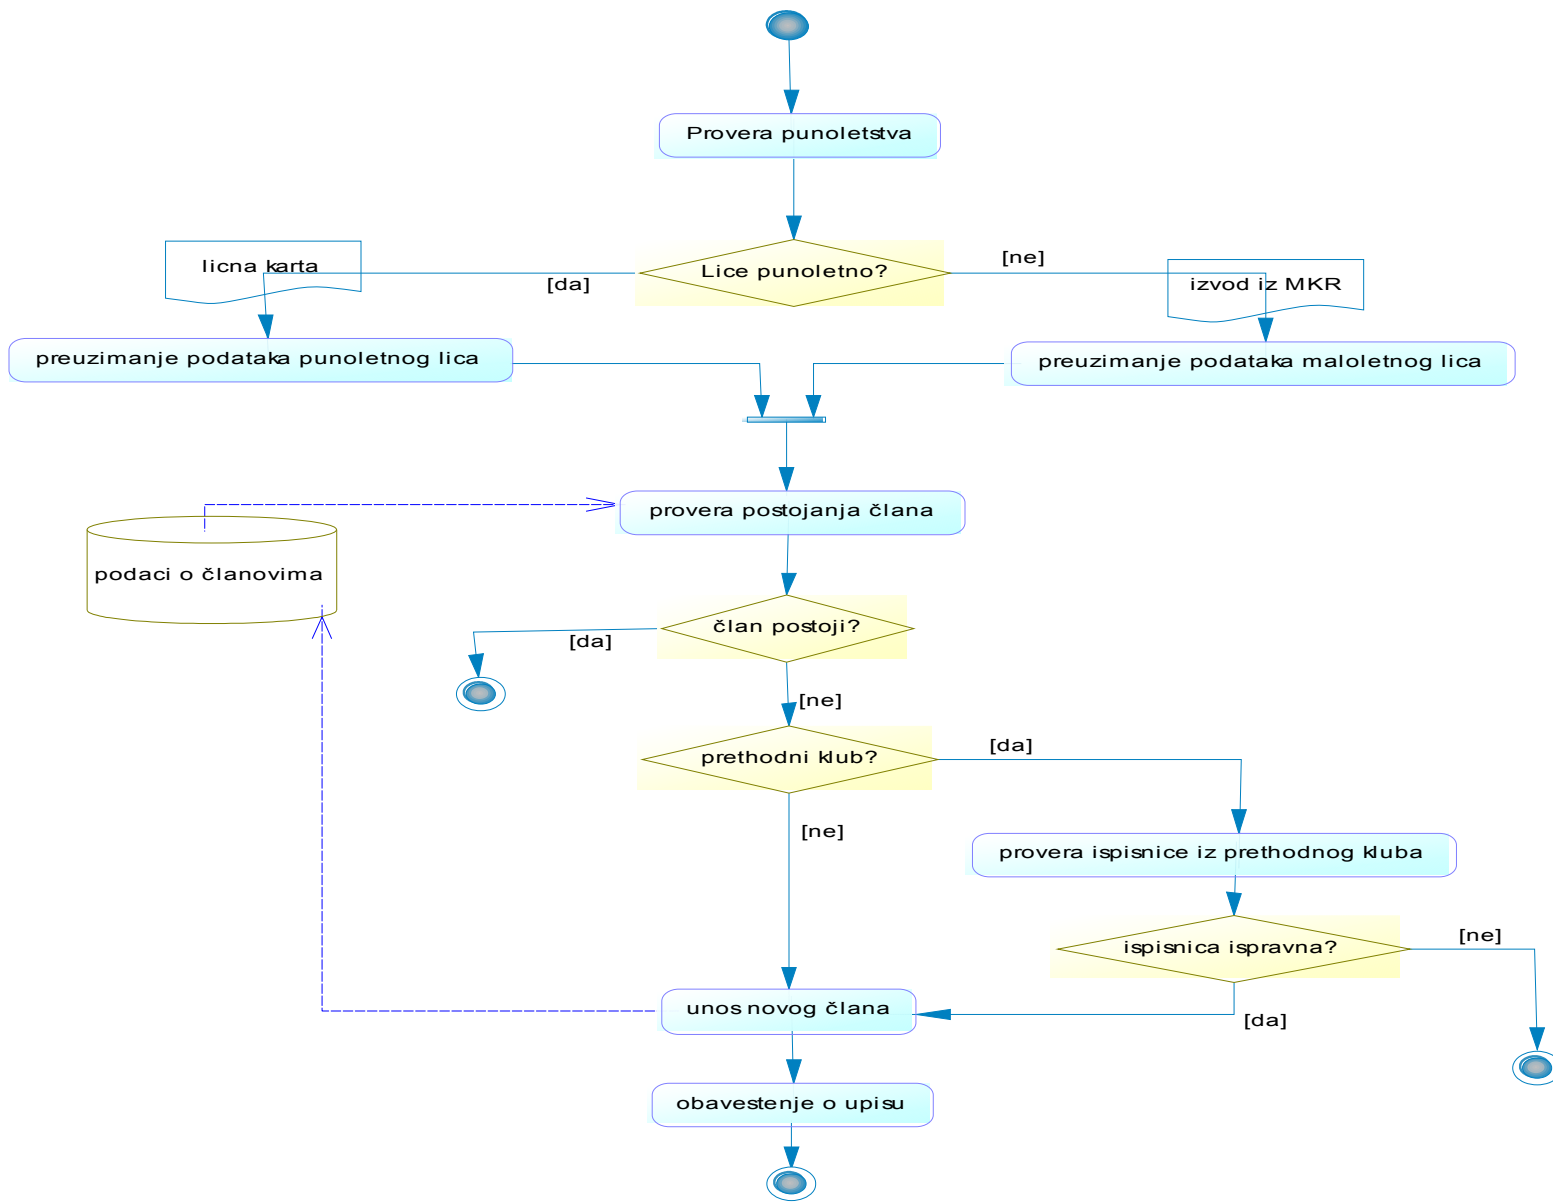 Provera punoletstva
licna karta
Lice punoletno?
[ne]
[da]
izvod iz MKR
preuzimanje podataka punoletnog lica
preuzimanje podataka maloletnog lica
provera postojanja člana
podaci o članovima
član postoji?
[da]
[ne]
prethodni klub?
[da]
[ne]
provera ispisnice iz prethodnog kluba
ispisnica ispravna?
[ne]
unos novog člana
[da]
obavestenje o upisu